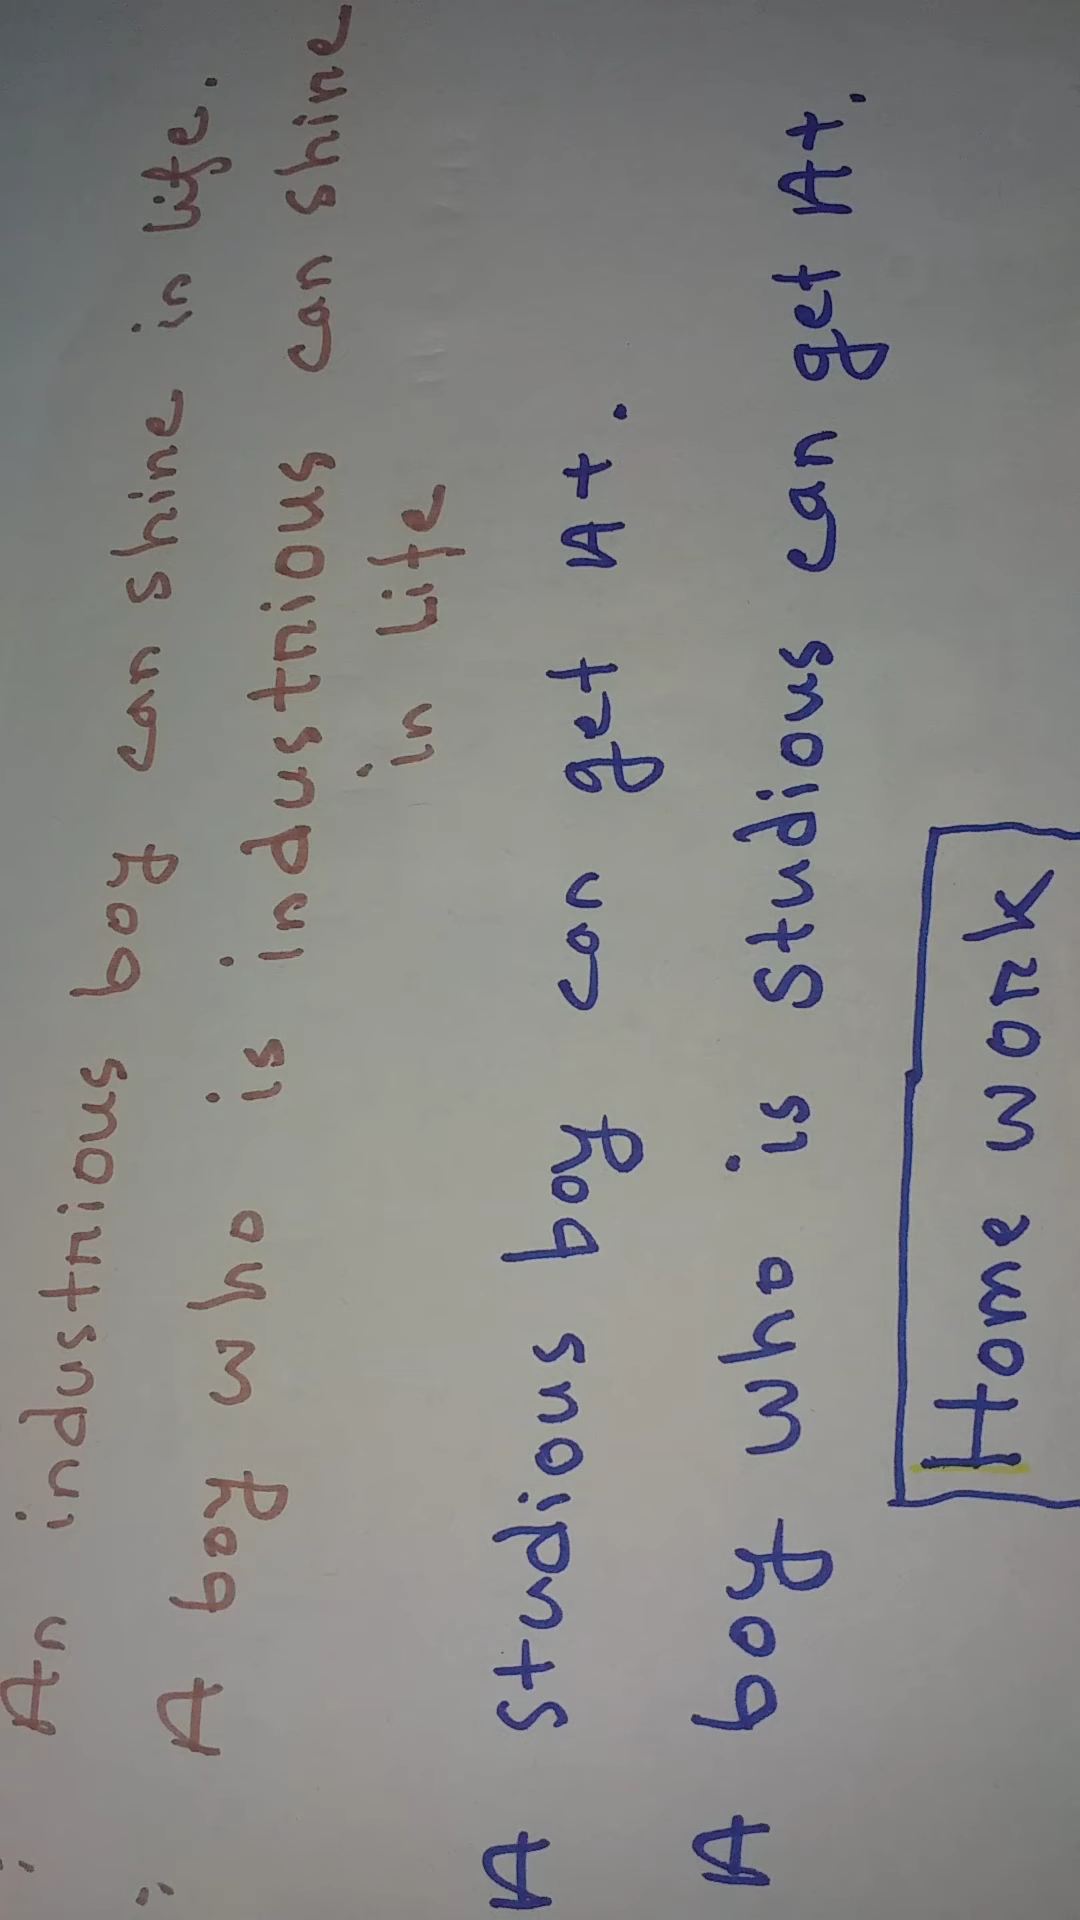 An industrious boy can shine in life.
A boy who is industrious can shine
in life
A studious boy can get A+.
A boy who is studious can get A+.
Home work